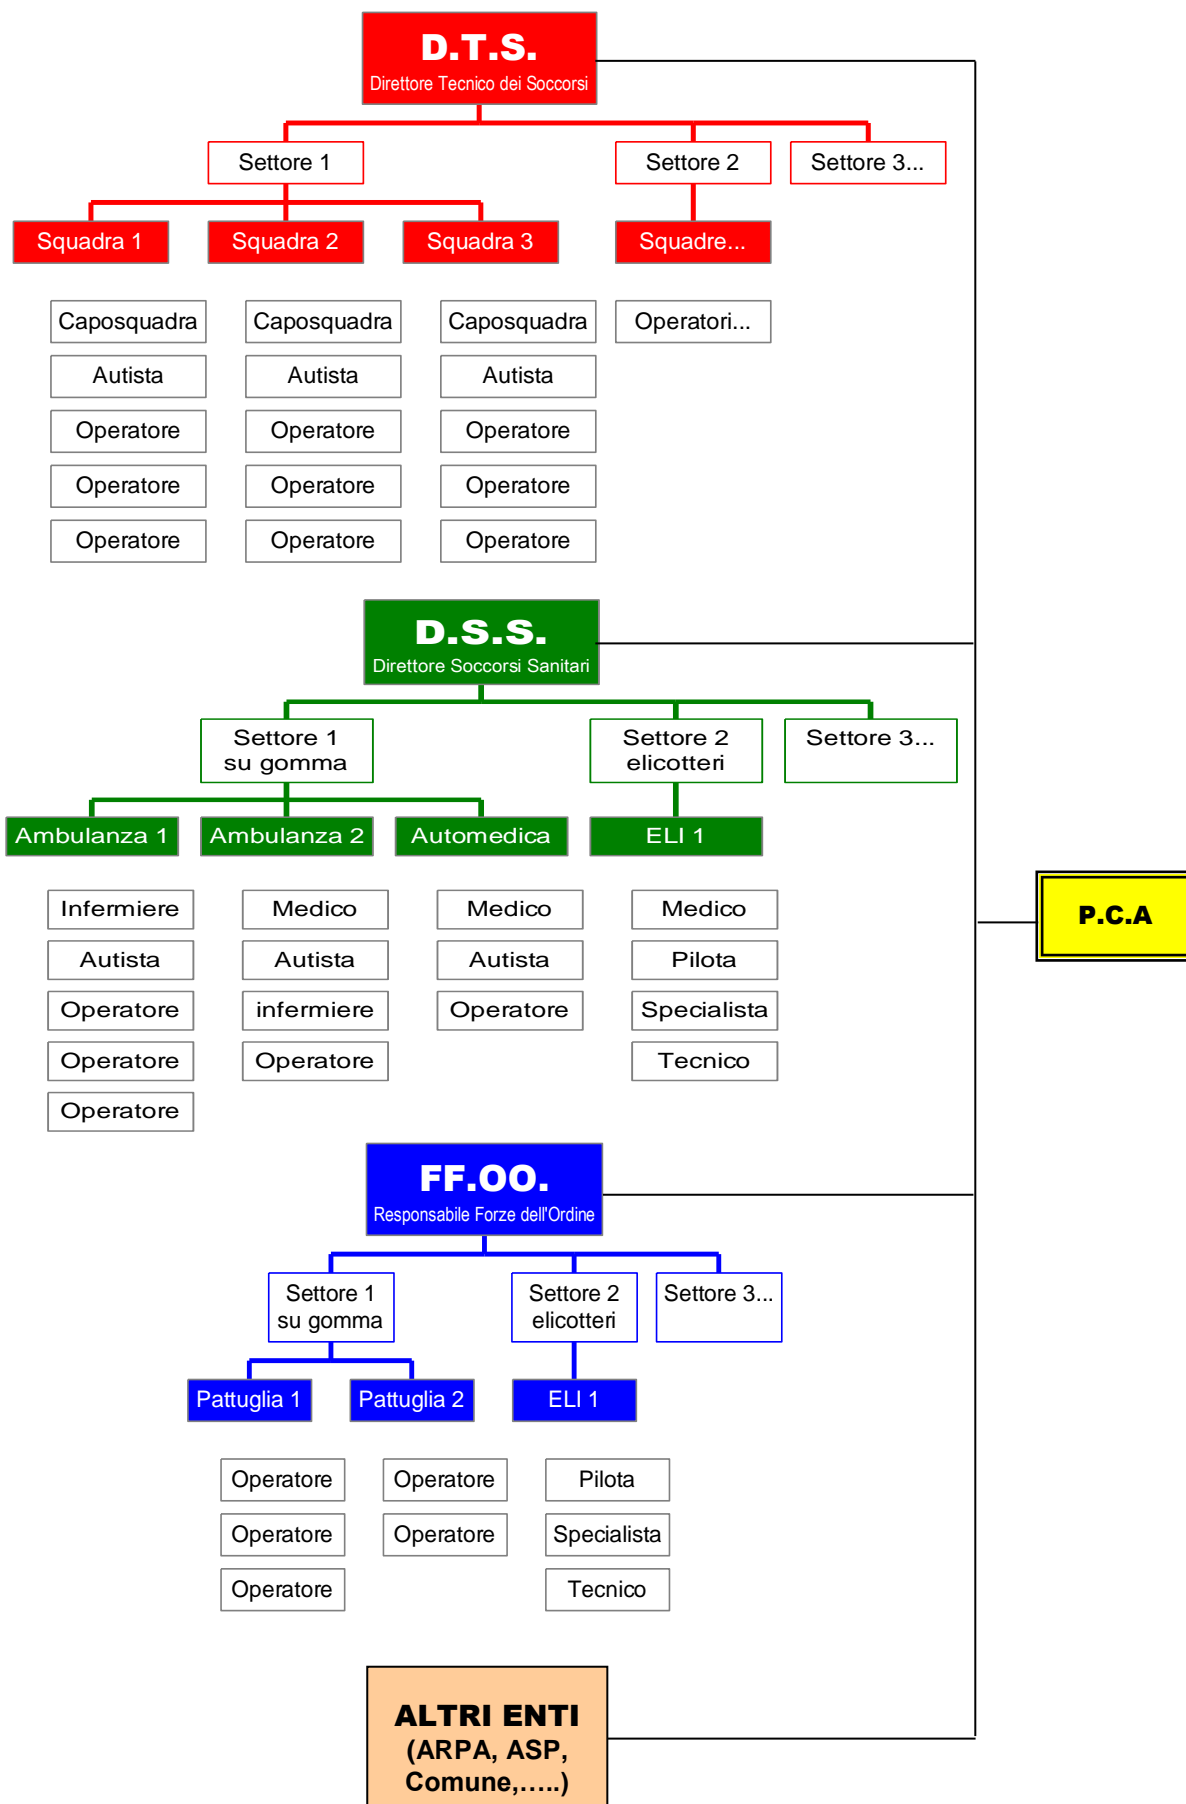 D.T.S.
Direttore Tecnico dei Soccorsi
Settore 1
Settore 2
Settore 3...
Squadra 1
Squadra 2
Squadra 3
Squadre...
Caposquadra
Caposquadra
Caposquadra
Operatori...
Autista
Autista
Autista
Operatore
Operatore
Operatore
Operatore
Operatore
Operatore
Operatore
Operatore
Operatore
D.S.S.
Direttore Soccorsi Sanitari
Settore 1
su gomma
Settore 2
elicotteri
Settore 3...
Ambulanza 1
Ambulanza 2
Automedica
ELI 1
Infermiere
Medico
Medico
Medico
P.C.A
Autista
Autista
Autista
Pilota
Operatore
infermiere
Operatore
Specialista
Operatore
Operatore
Tecnico
Operatore
FF.OO.
Responsabile Forze dell'Ordine
Settore 1
su gomma
Settore 2
elicotteri
Settore 3...
Pattuglia 1
Pattuglia 2
ELI 1
Operatore
Operatore
Pilota
Operatore
Operatore
Specialista
Operatore
Tecnico
ALTRI ENTI
(ARPA, ASP,
Comune,.....)